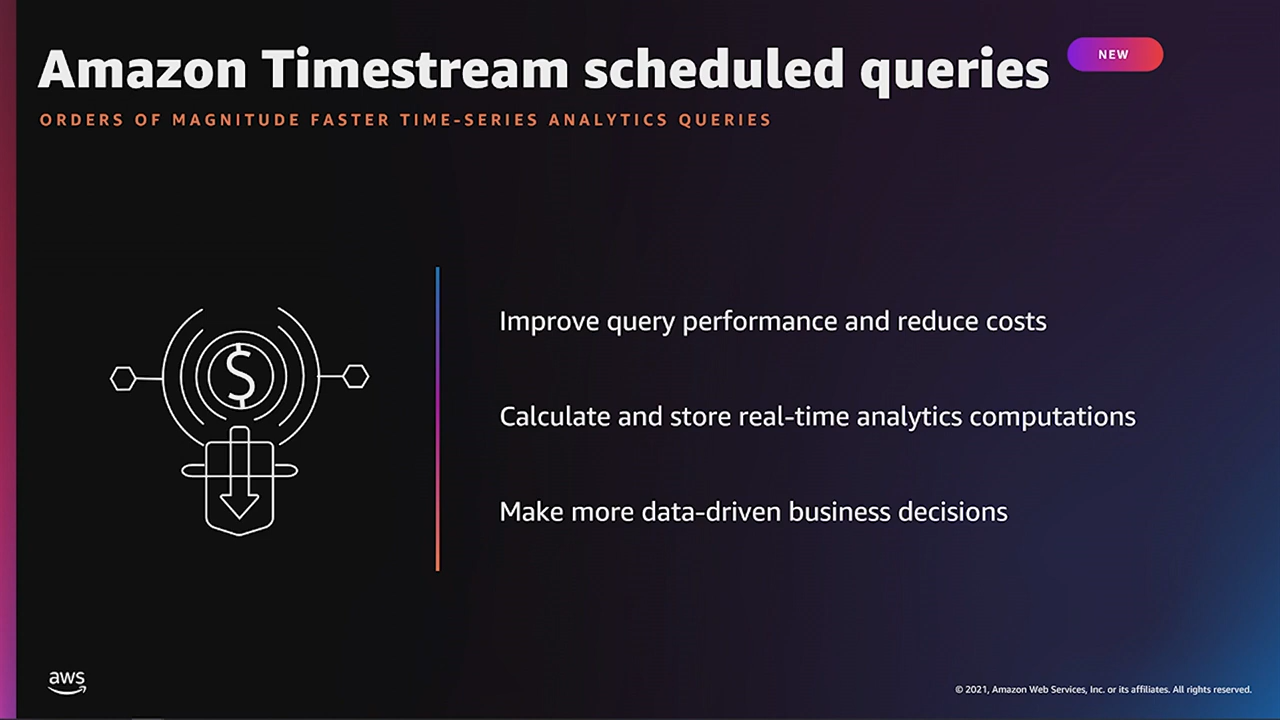 Amazon Timestream scheduled queries
NEW
ORDERS OF MAGNITUDE FASTER TIME-SERIES ANALYTICS QUERIES
$
Improve query performance and reduce costs
Calculate and store real-time analytics computations
Make more data-driven business decisions
aws
© 2021, Amazon Web Services, Inc. or its affiliates. All rights reserved.